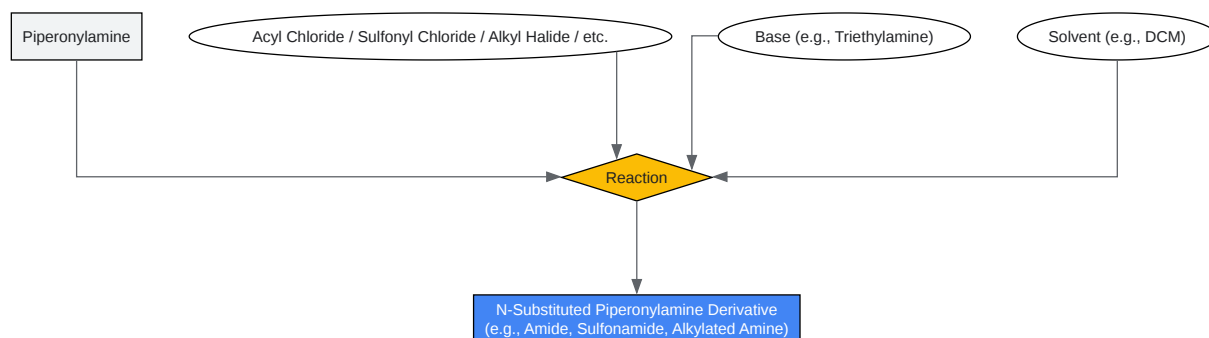 Piperonylamine
Acyl Chloride / Sulfonyl Chloride / Alkyl Halide / etc.
Base (e.g., Triethylamine)
Solvent (e.g., DCM)
Reaction
N-Substituted Piperonylamine Derivative
(e.g., Amide, Sulfonamide, Alkylated Amine)